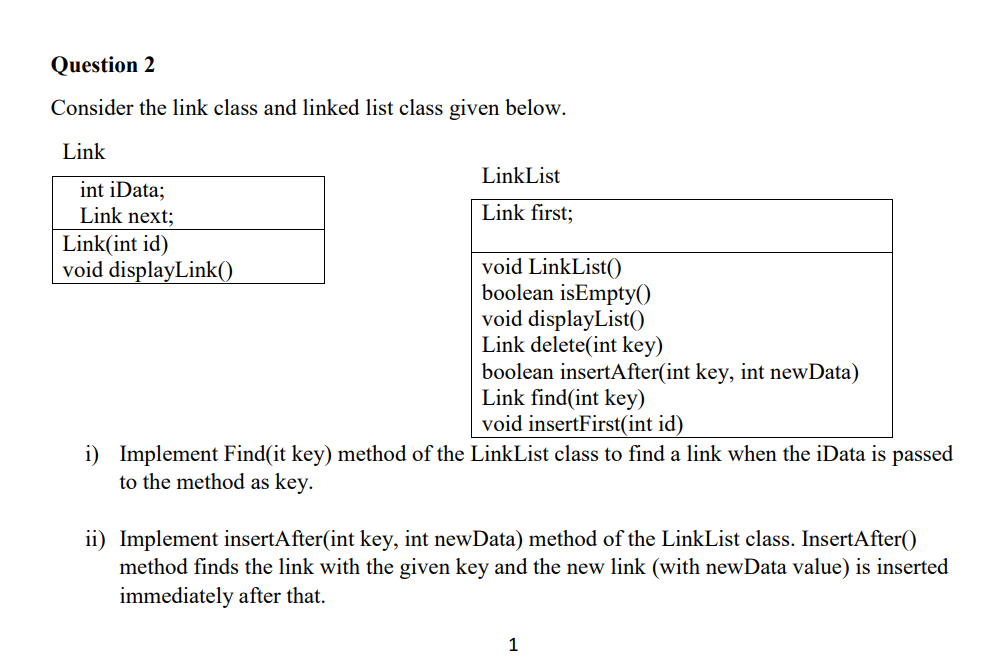 Question 2
Consider the link class and linked list class given below.
Link
int iData;
Link next;
Link(int id)
void displayLink()
LinkList
Link first;
void LinkList()
boolean isEmpty()
void displayList()
Link delete(int key)
boolean insertAfter(int key, int newData)
Link find(int key)
void insertFirst(int id)
i) Implement Find(it key) method of the LinkList class to find a link when the iData is passed
to the method as key.
ii) Implement insertAfter(int key, int newData) method of the LinkList class. InsertAfter()
method finds the link with the given key and the new link (with newData value) is inserted
immediately after that.
1